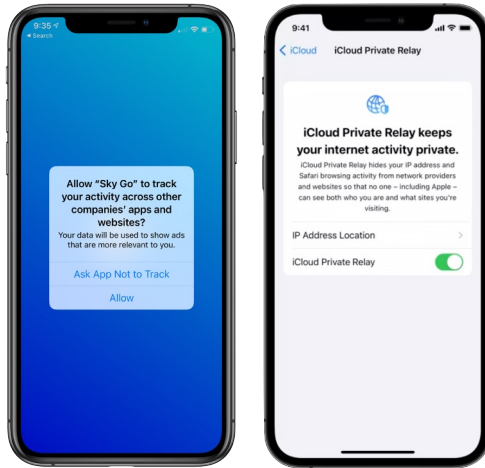 9:35
◀ Search
Allow “Sky Go” to track
your activity across other
companies’ apps and
websites?
Your data will be used to show ads
that are more relevant to you.
Ask App Not to Track
Allow
9:41
iCloud
iCloud Private Relay
iCloud Private Relay keeps
your internet activity private.
iCloud Private Relay hides your IP address and
Safari browsing activity from network providers
and websites so that no one – including Apple –
can see both who you are and what sites you're
visiting.
IP Address Location
iCloud Private Relay